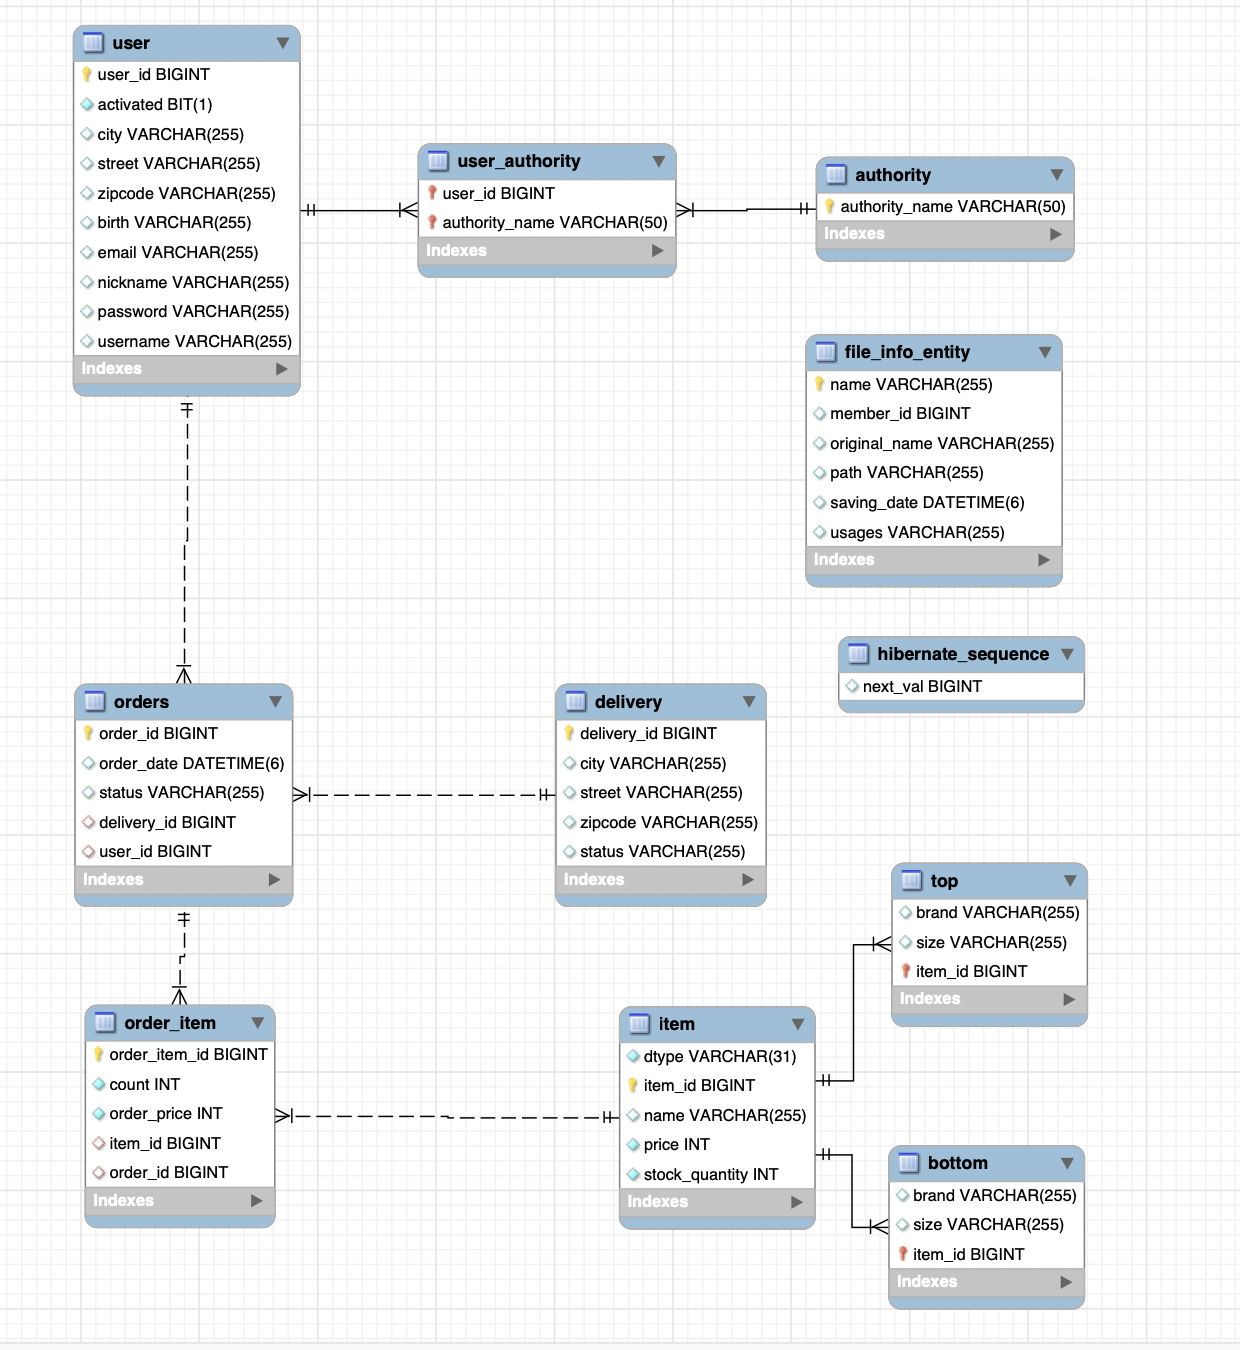 user
user_id BIGINT
activated BIT(1)
city VARCHAR(255)
street VARCHAR(255)
zipcode VARCHAR(255)
birth VARCHAR(255)
email VARCHAR(255)
nickname VARCHAR(255)
password VARCHAR(255)
username VARCHAR(255)
Indexes
user_authority
user_id BIGINT
authority_name VARCHAR(50)
Indexes
authority
authority_name VARCHAR(50)
Indexes
file_info_entity
name VARCHAR(255)
member_id BIGINT
original_name VARCHAR(255)
path VARCHAR(255)
saving_date DATETIME(6)
usages VARCHAR(255)
Indexes
hibernate_sequence
next_val BIGINT
orders
order_id BIGINT
order_date DATETIME(6)
status VARCHAR(255)
delivery_id BIGINT
user_id BIGINT
Indexes
delivery
delivery_id BIGINT
city VARCHAR(255)
street VARCHAR(255)
zipcode VARCHAR(255)
status VARCHAR(255)
Indexes
top
brand VARCHAR(255)
size VARCHAR(255)
item_id BIGINT
Indexes
order_item
order_item_id BIGINT
count INT
order_price INT
item_id BIGINT
order_id BIGINT
Indexes
item
dtype VARCHAR(31)
item_id BIGINT
name VARCHAR(255)
price INT
stock_quantity INT
Indexes
bottom
brand VARCHAR(255)
size VARCHAR(255)
item_id BIGINT
Indexes